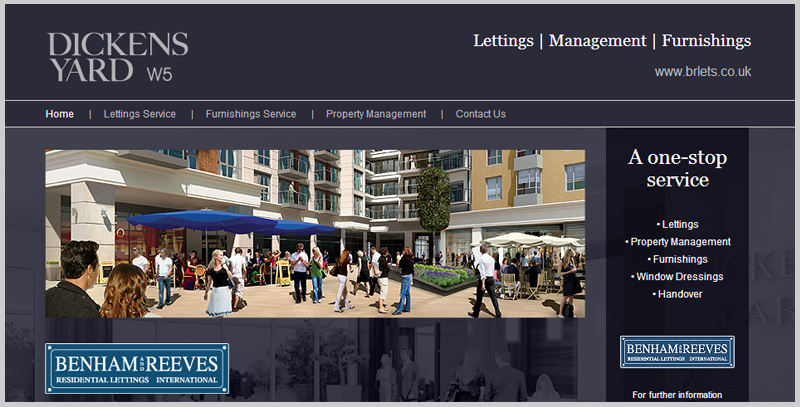 DICKENS
YARD W5
Lettings | Management | Furnishings
www.brlets.co.uk
Home | Lettings Service | Furnishings Service | Property Management | Contact Us
A one-stop
service
• Lettings
• Property Management
• Furnishings
• Window Dressings
• Handover
BENHAM AND REEVES
RESIDENTIAL LETTINGS INTERNATIONAL
BENHAM AND REEVES
RESIDENTIAL LETTINGS INTERNATIONAL
For further information